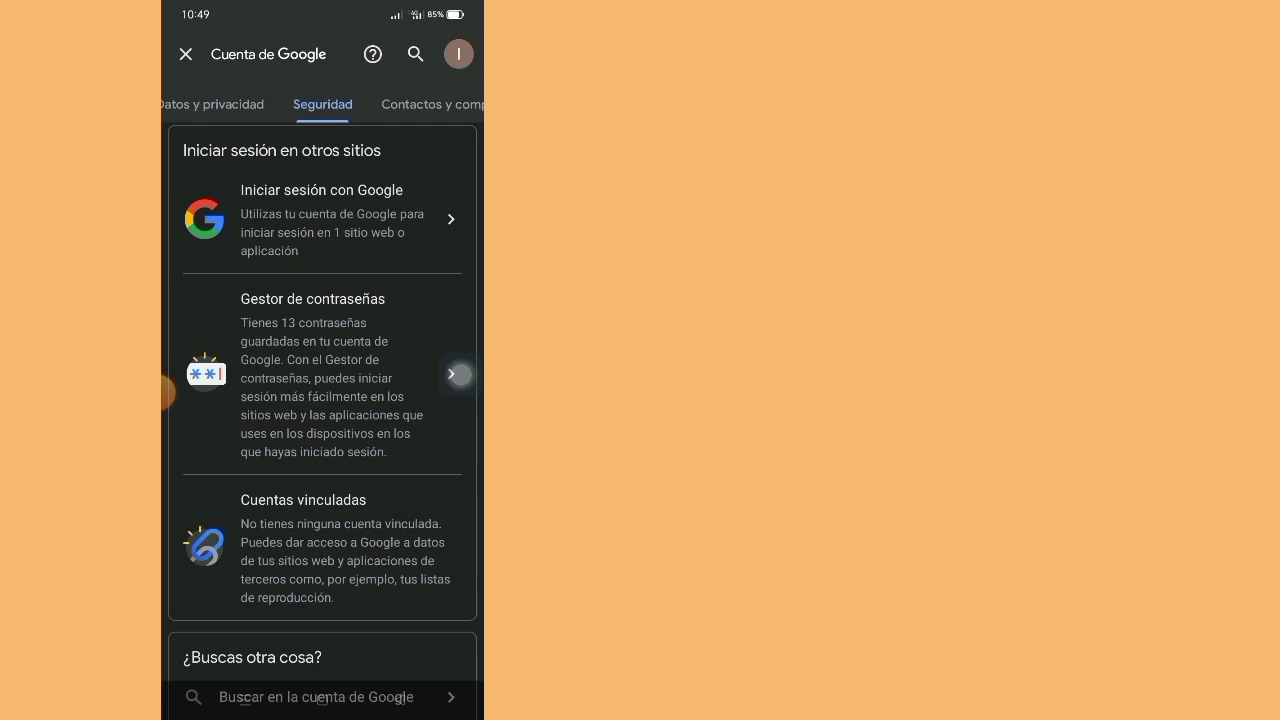 10:49
4G
85%
Cuenta de Google
I
Datos y privacidad
Seguridad
Contactos y comp
Iniciar sesión en otros sitios
Iniciar sesión con Google
Utilizas tu cuenta de Google para
iniciar sesión en 1 sitio web o
aplicación
Gestor de contraseñas
Tienes 13 contraseñas
guardadas en tu cuenta de
Google. Con el Gestor de
contraseñas, puedes iniciar
sesión más fácilmente en los
sitios web y las aplicaciones que
uses en los dispositivos en los
que hayas iniciado sesión.
Cuentas vinculadas
No tienes ninguna cuenta vinculada.
Puedes dar acceso a Google a datos
de tus sitios web y aplicaciones de
terceros como, por ejemplo, tus listas
de reproducción.
¿Buscas otra cosa?
Buscar en la cuenta de Google